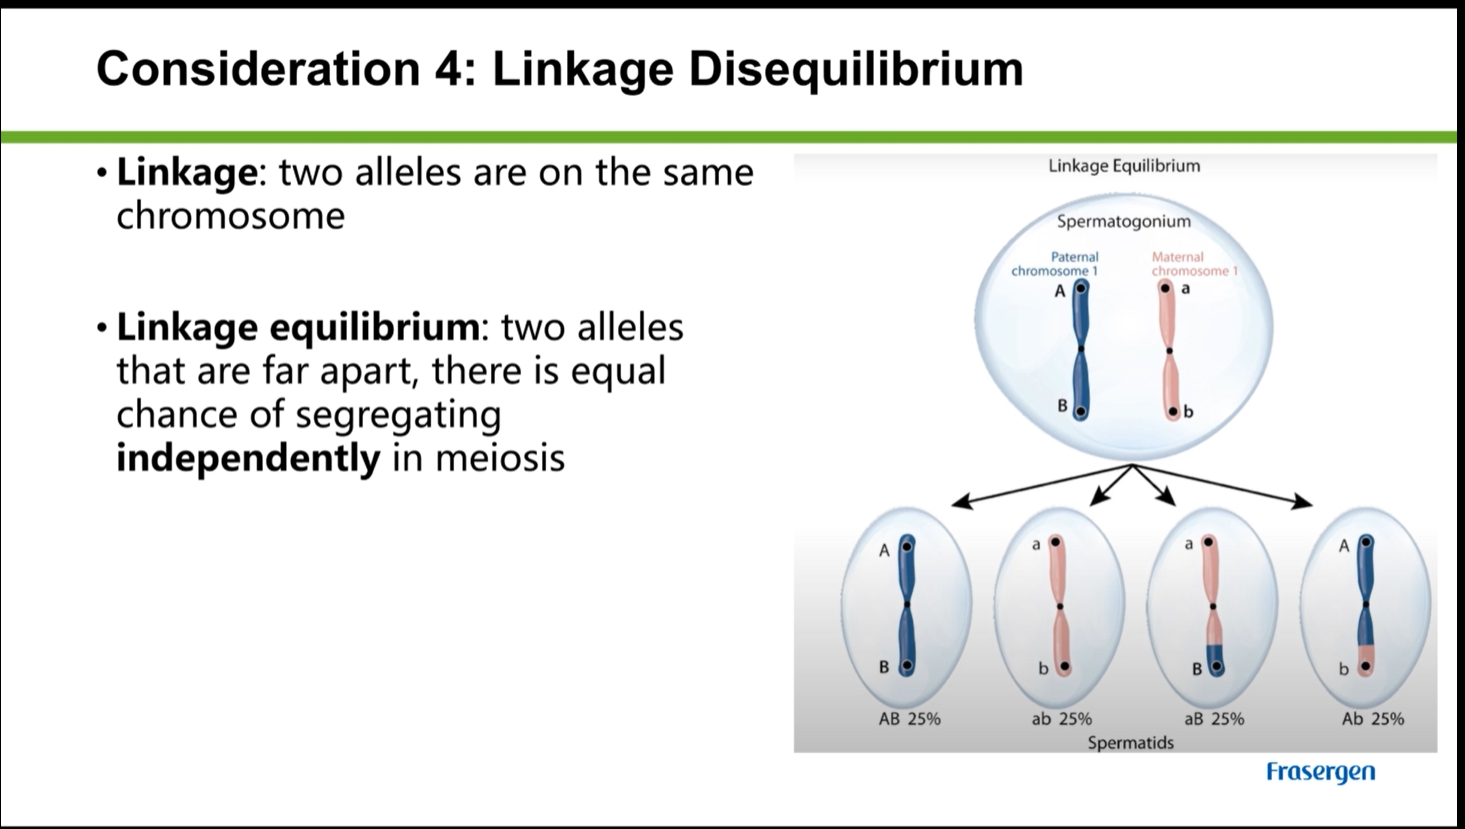 Consideration 4: Linkage Disequilibrium
• Linkage: two alleles are on the same
chromosome
• Linkage equilibrium: two alleles
that are far apart, there is equal
chance of segregating
independently in meiosis
Linkage Equilibrium
Spermatogonium
Paternal
chromosome 1
Maternal
chromosome 1
A
a
B
b
A
a
a
A
B
b
B
b
AB 25%
ab 25%
aB 25%
Ab 25%
Spermatids
Frasergen